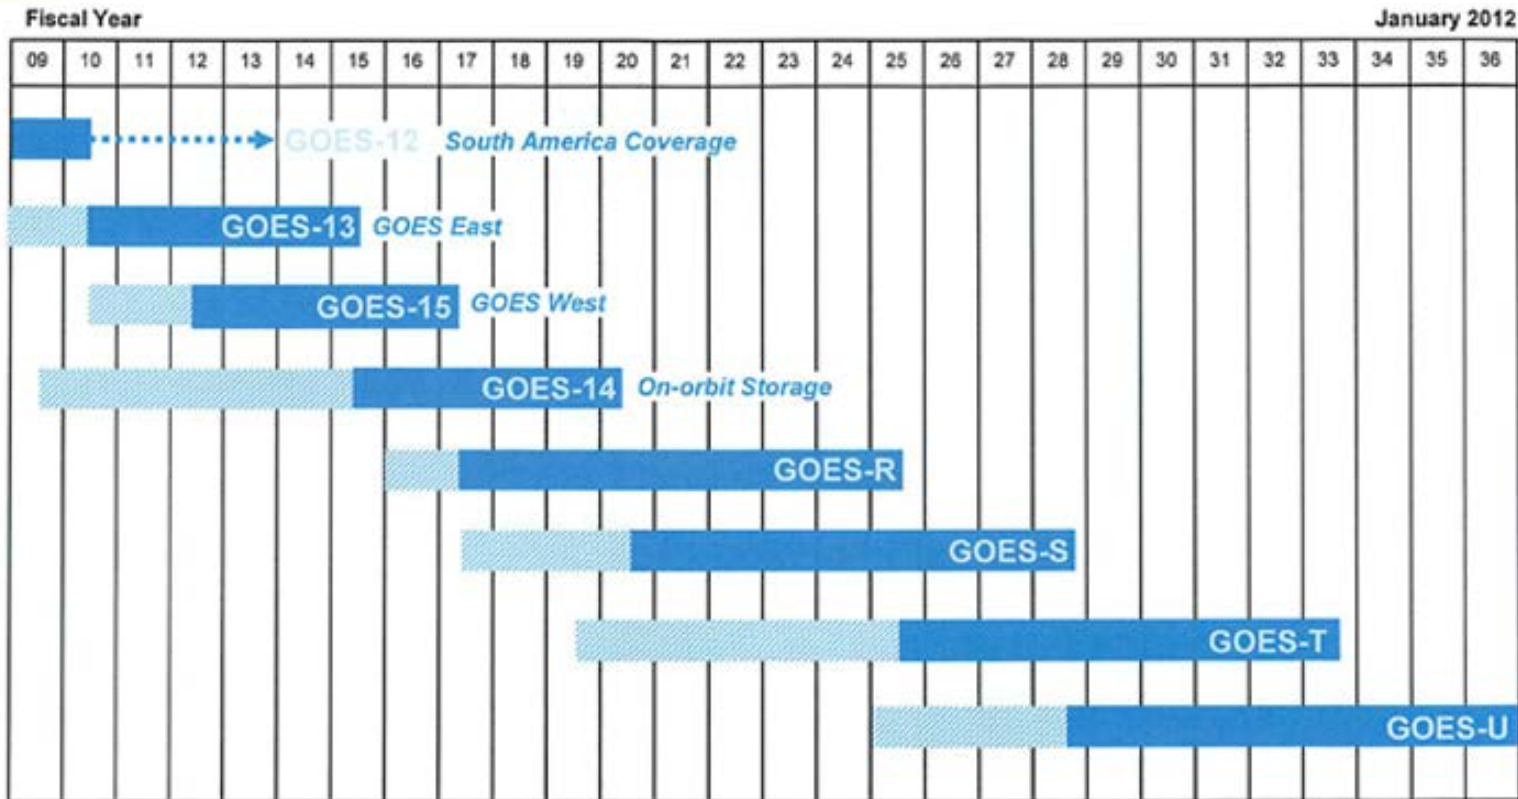 Fiscal Year January 2012
09 10 11 12 13 14 15 16 17 18 19 20 21 22 23 24 25 26 27 28 29 30 31 32 33 34 35 36
GOES-12 South America Coverage
GOES-13 GOES East
GOES-15 GOES West
GOES-14 On-orbit Storage
GOES-R
GOES-S
GOES-T
GOES-U